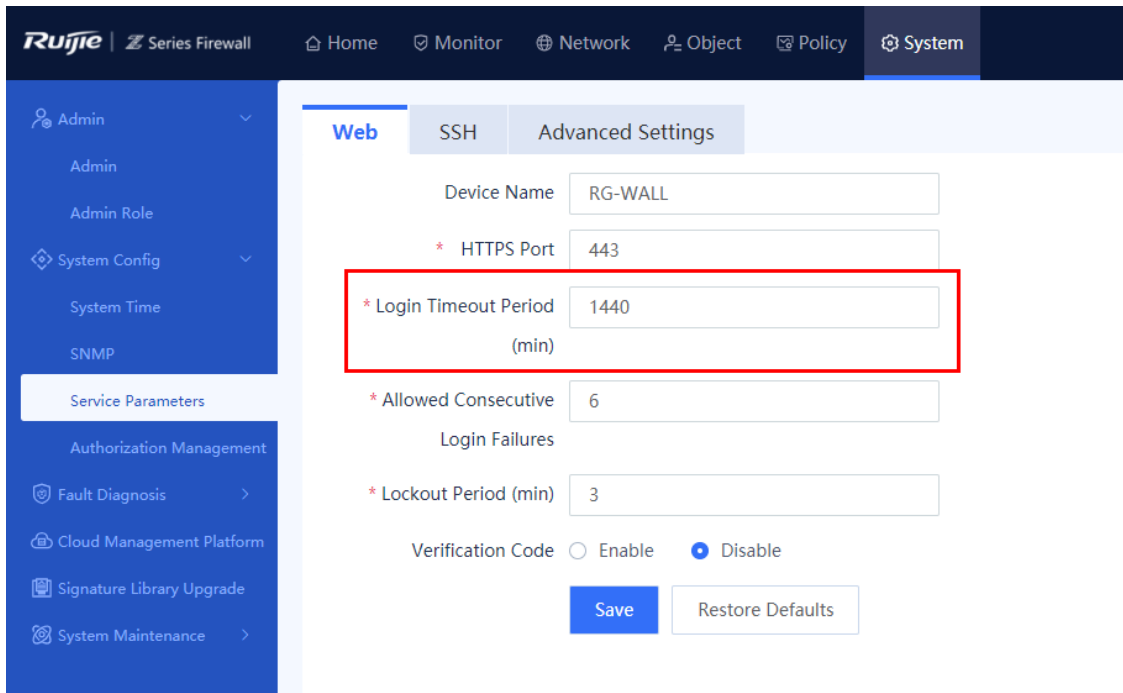 Ruijie | Z Series Firewall Home Monitor Network Object Policy System
Admin
Admin
Admin Role
System Config
System Time
SNMP
Service Parameters
Authorization Management
Fault Diagnosis
Cloud Management Platform
Signature Library Upgrade
System Maintenance
Web SSH Advanced Settings
Device Name RG-WALL
* HTTPS Port 443
* Login Timeout Period 1440
(min)
* Allowed Consecutive 6
Login Failures
* Lockout Period (min) 3
Verification Code Enable Disable
Save Restore Defaults